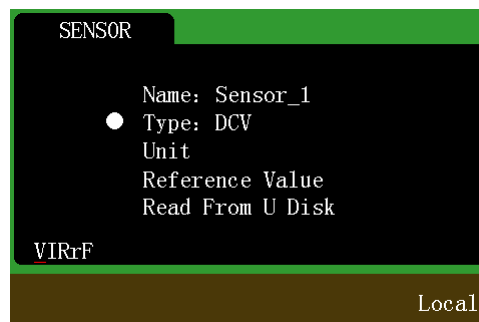 SENSOR
Name: Sensor_1
Type: DCV
Unit
Reference Value
Read From U Disk
VIRrF
Local